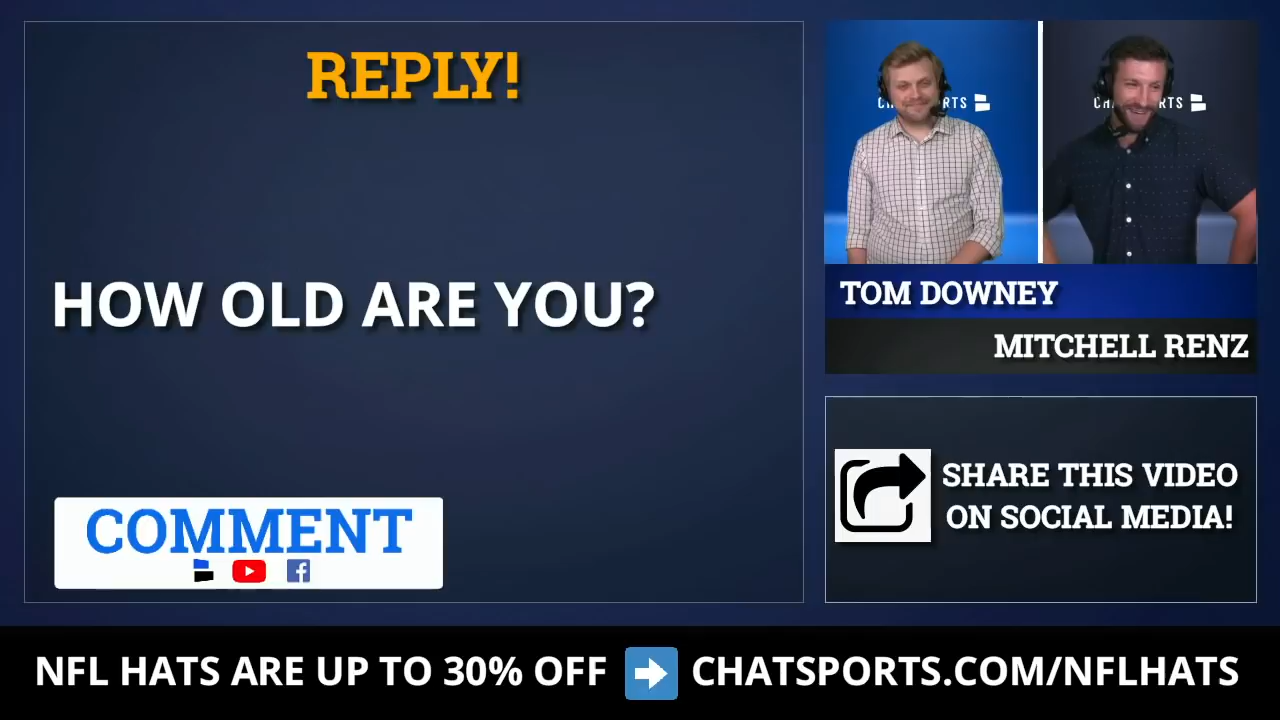 REPLY!
HOW OLD ARE YOU?
COMMENT
TOM DOWNEY
MITCHELL RENZ
SHARE THIS VIDEO
ON SOCIAL MEDIA!
NFL HATS ARE UP TO 30% OFF ➡ CHATSPORTS.COM/NFLHATS